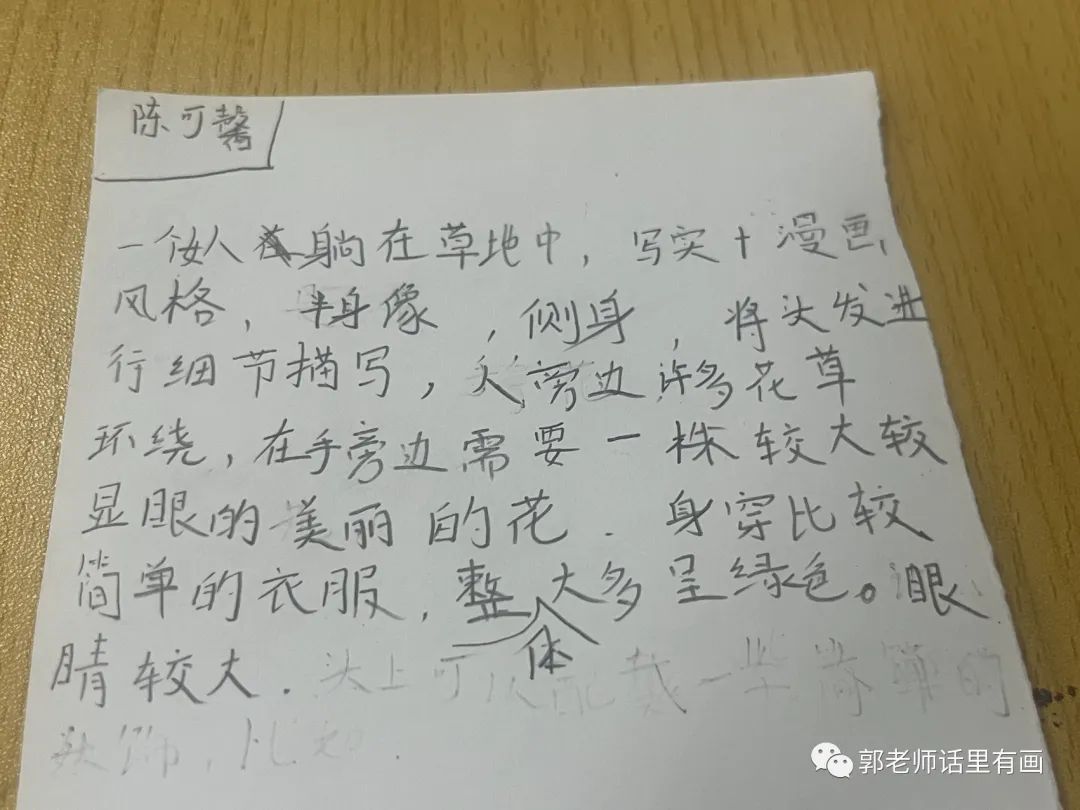 陈可馨
一个女人躺在草地中，写实+漫画
风格，半身像，侧身，将头发进
行细节描写，人旁边许多花草
环绕，在手旁边需要一株较大较
显眼的美丽的花．身穿比较
简单的衣服，整体大多呈绿色。眼
睛较大．头上可以配戴一些简单的
头饰，比如．
郭老师话里有画